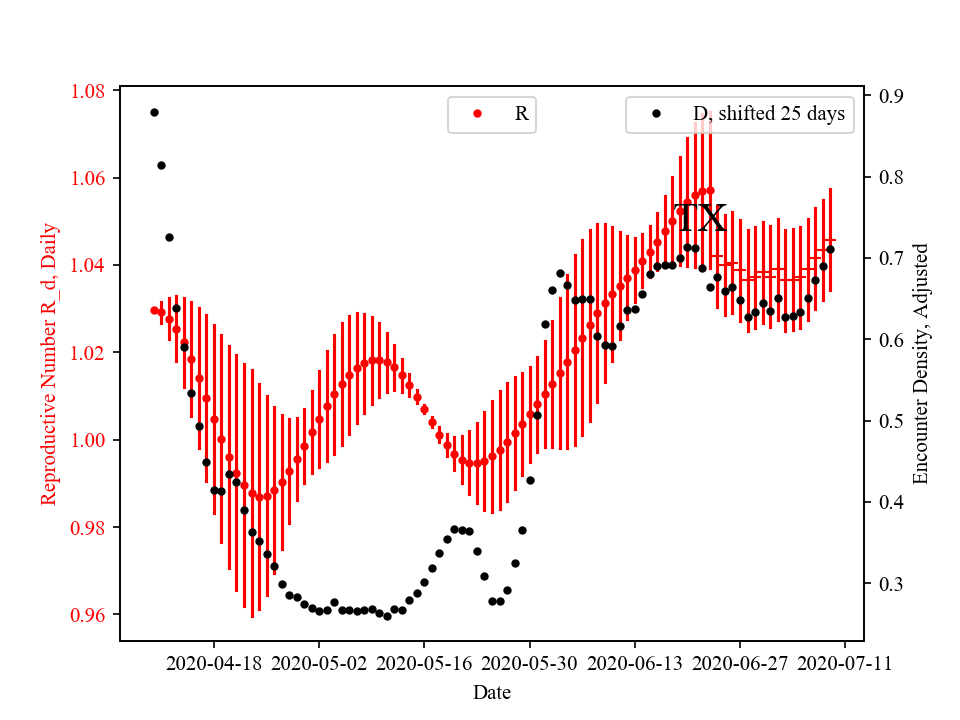 R
D, shifted 25 days
TX
Reproductive Number R_d, Daily
1.08
1.06
1.04
1.02
1.00
0.98
0.96
0.9
0.8
0.7
0.6
0.5
0.4
0.3
Encounter Density, Adjusted
2020-04-18 2020-05-02 2020-05-16 2020-05-30 2020-06-13 2020-06-27 2020-07-11
Date